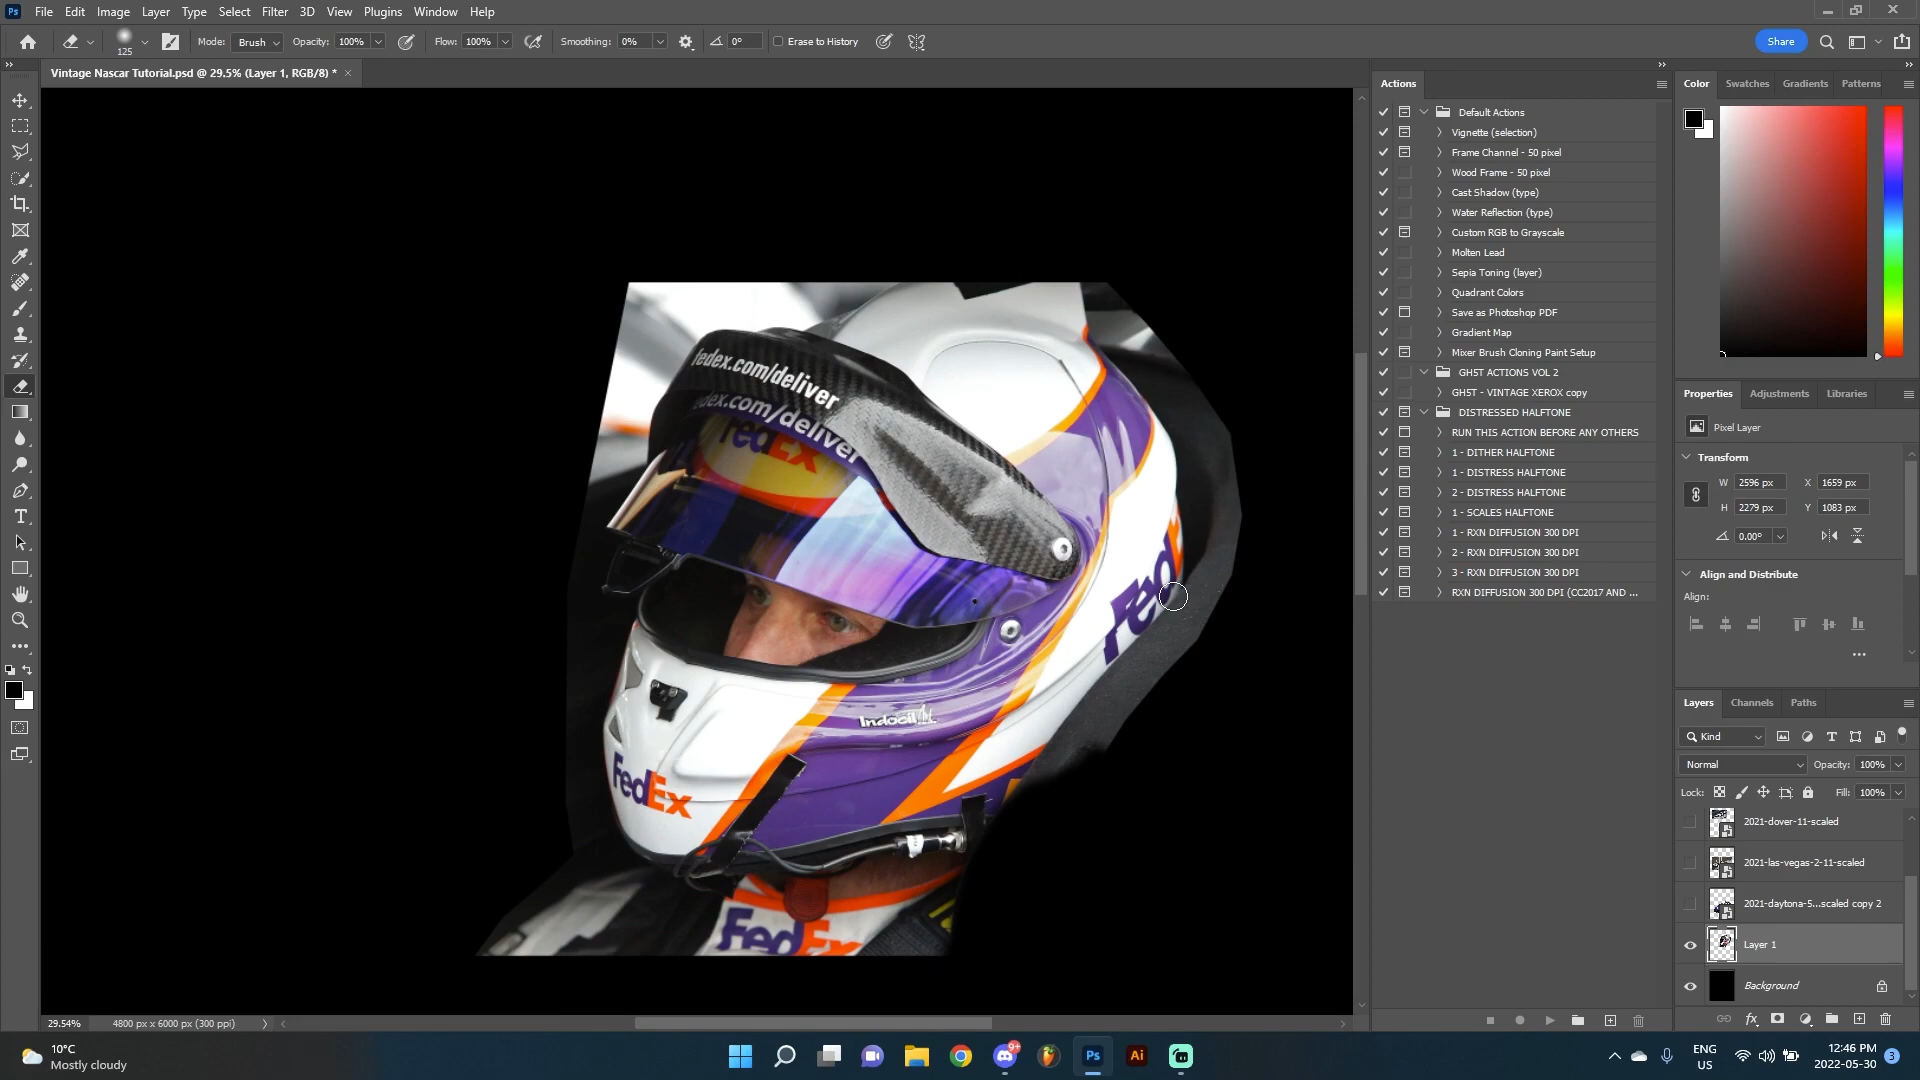 Ps File Edit Image Layer Type Select Filter 3D View Plugins Window Help
125 Mode: Brush Opacity: 100% Flow: 100% Smoothing: 0% 0° Erase to History Share
Vintage Nascar Tutorial.psd @ 29.5% (Layer 1, RGB/8) * ×
Actions
Default Actions
Vignette (selection)
Frame Channel - 50 pixel
Wood Frame - 50 pixel
Cast Shadow (type)
Water Reflection (type)
Custom RGB to Grayscale
Molten Lead
Sepia Toning (layer)
Quadrant Colors
Save as Photoshop PDF
Gradient Map
Mixer Brush Cloning Paint Setup
GH5T ACTIONS VOL 2
GH5T - VINTAGE XEROX copy
DISTRESSED HALFTONE
RUN THIS ACTION BEFORE ANY OTHERS
1 - DITHER HALFTONE
1 - DISTRESS HALFTONE
2 - DISTRESS HALFTONE
1 - SCALES HALFTONE
1 - RXN DIFFUSION 300 DPI
2 - RXN DIFFUSION 300 DPI
3 - RXN DIFFUSION 300 DPI
RXN DIFFUSION 300 DPI (CC2017 AND ...
Color Swatches Gradients Patterns
Properties Adjustments Libraries
Pixel Layer
Transform
W 2596 px X 1659 px
H 2279 px Y 1083 px
0.00°
Align and Distribute
Align:
Layers Channels Paths
Kind
Normal Opacity: 100%
Lock: Fill: 100%
2021-dover-11-scaled
2021-las-vegas-2-11-scaled
2021-daytona-5...scaled copy 2
Layer 1
Background
fedex.com/deliver
edex.com/deliver
FedEx
FedEx
Indocil Art
FedEx
FedEx
29.54% 4800 px x 6000 px (300 ppi)
10°C
Mostly cloudy
9+
Ps
Ai
ENG
US
12:46 PM
2022-05-30
3